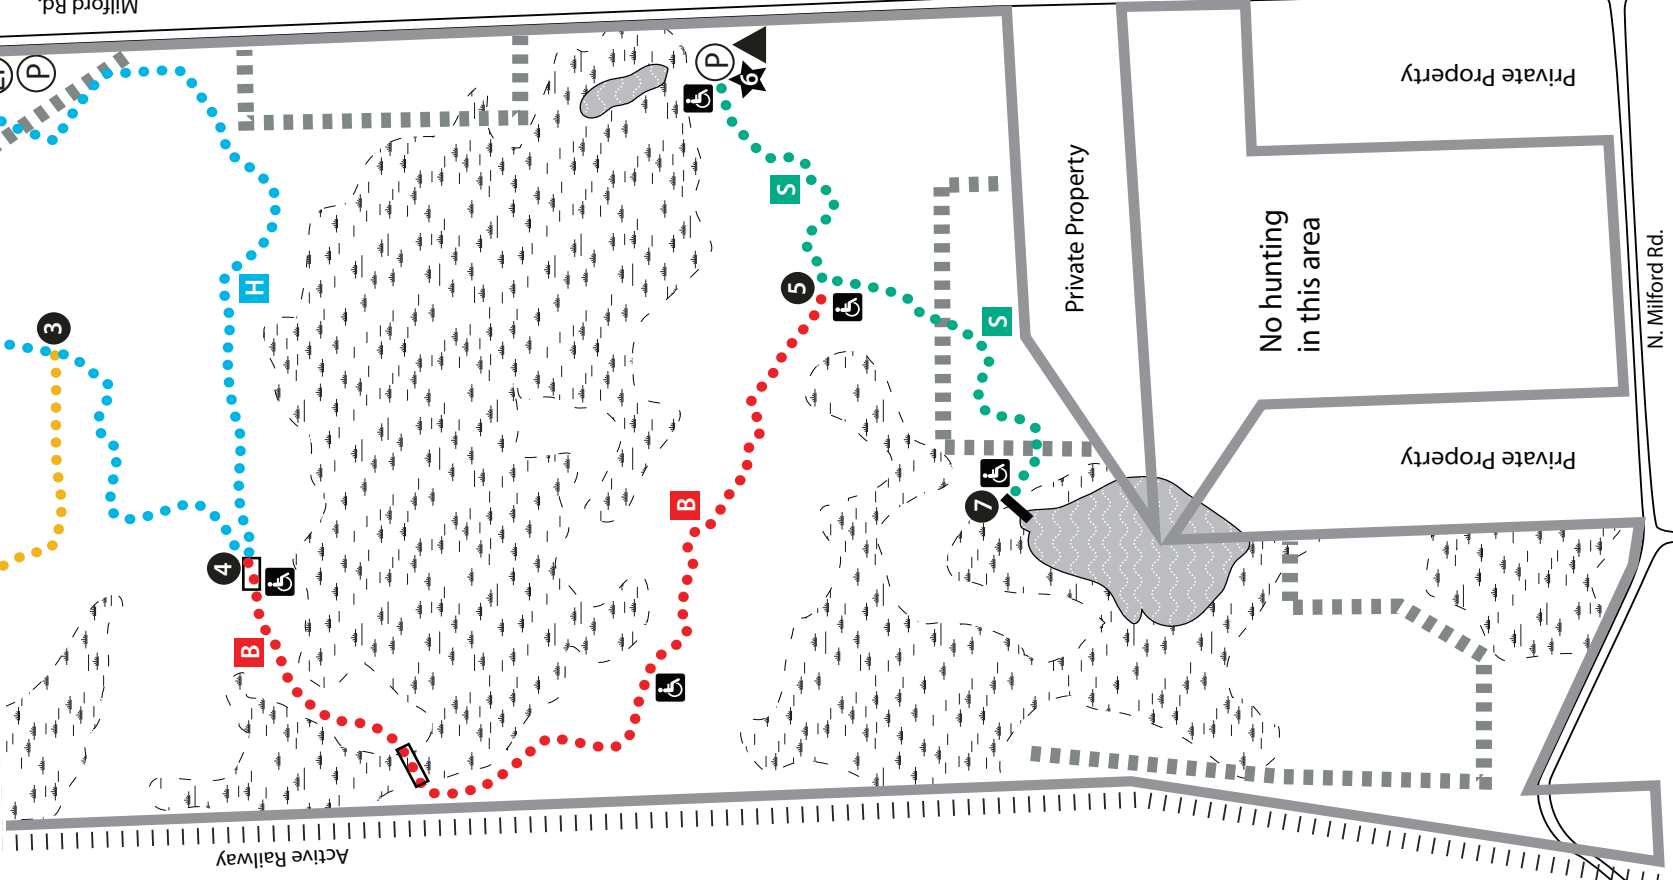 Milford Rd.
P
P
6
S
H
5
3
S
Private Property
Private Property
No hunting
in this area
N. Milford Rd.
Private Property
B
7
4
B
Active Railway